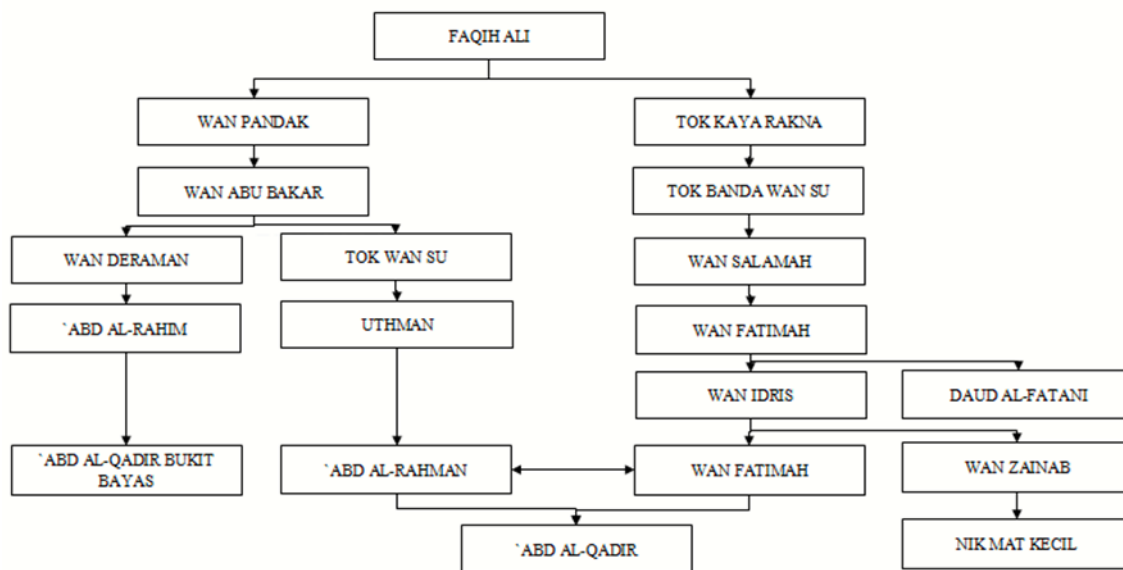 FAQIH ALI
WAN PANDAK
TOK KAYA RAKNA
WAN ABU BAKAR
TOK BANDA WAN SU
WAN DERAMAN
TOK WAN SU
WAN SALAMAH
`ABD AL-RAHIM
UTHMAN
WAN FATIMAH
WAN IDRIS
DAUD AL-FATANI
`ABD AL-QADIR BUKIT
BAYAS
`ABD AL-RAHMAN
WAN FATIMAH
WAN ZAINAB
`ABD AL-QADIR
NIK MAT KECIL